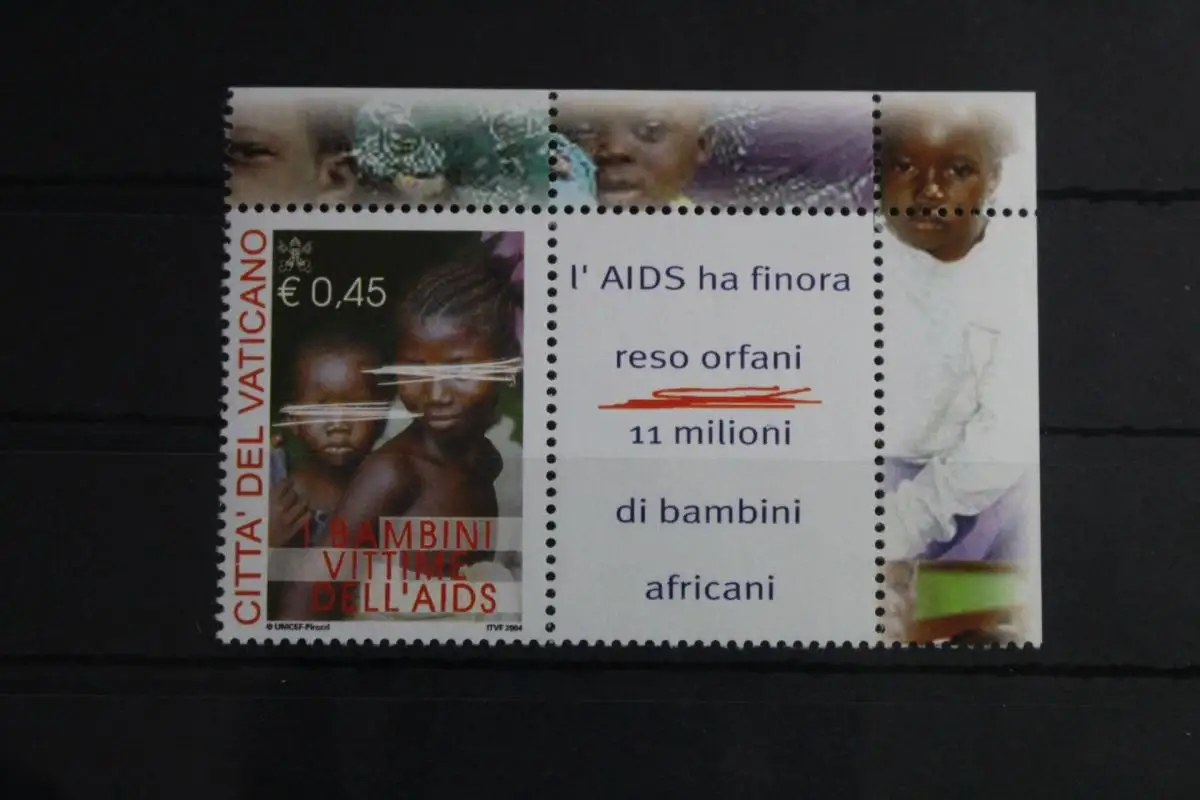 CITTA' DEL VATICANO
€ 0,45
I BAMBINI
VITTIME
DELL'AIDS
© UNICEF-Pirozzi
ITVF 2004
l' AIDS ha finora
reso orfani
11 milioni
di bambini
africani